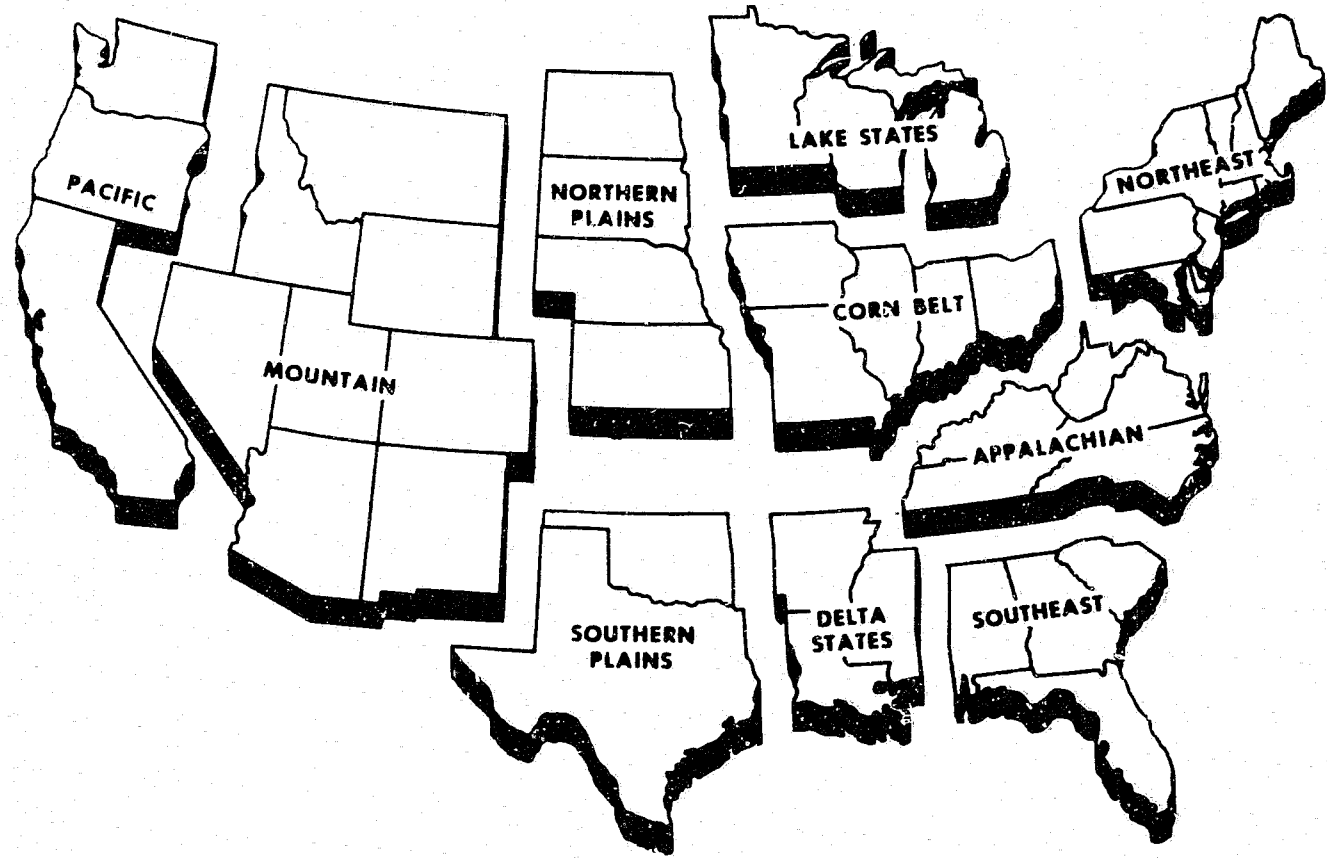 LAKE STATES
NORTHEAST
PACIFIC
NORTHERN
PLAINS
CORN BELT
MOUNTAIN
APPALACHIAN
SOUTHERN
PLAINS
DELTA
STATES
SOUTHEAST